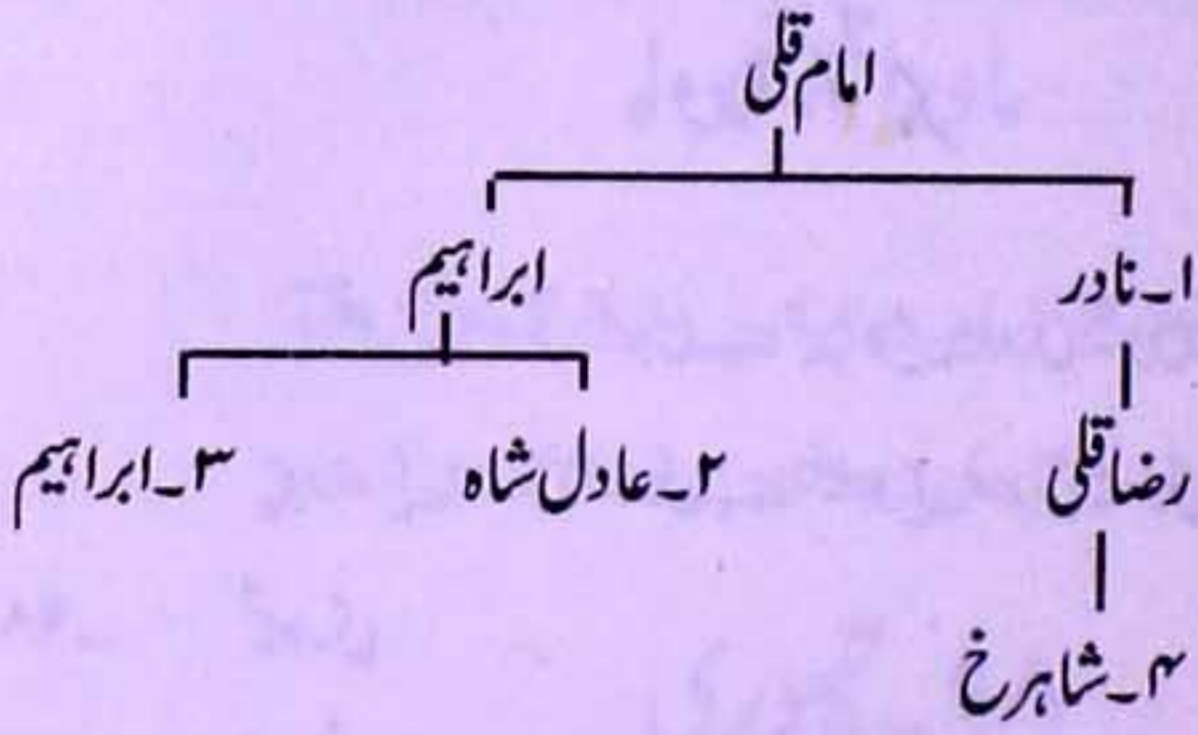 امام قلی
۱۔نادر ابراہیم
رضا قلی ۲۔عادل شاہ ۳۔ابراہیم
۴۔شاہرخ